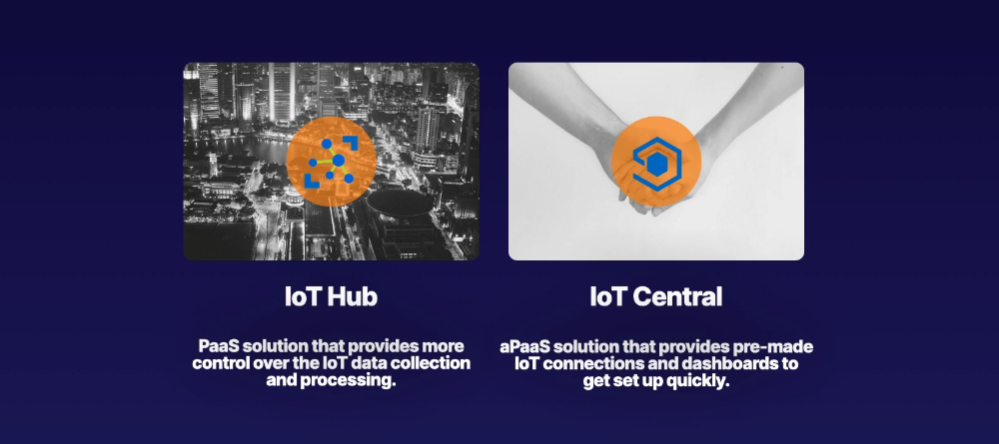 IoT Hub
PaaS solution that provides more
control over the IoT data collection
and processing.
IoT Central
aPaaS solution that provides pre-made
IoT connections and dashboards to
get set up quickly.